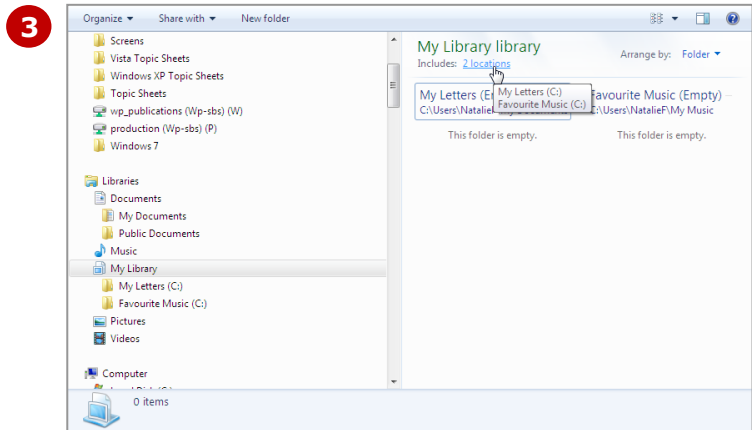 3
Organize
Share with
New folder
Screens
Vista Topic Sheets
Windows XP Topic Sheets
Topic Sheets
wp_publications (Wp-sbs) (W)
production (Wp-sbs) (P)
Windows 7
Libraries
Documents
My Documents
Public Documents
Music
My Library
My Letters (C:)
Favourite Music (C:)
Pictures
Videos
Computer
My Library library
Includes: 2 locations
Arrange by: Folder
My Letters (C:)
Favourite Music (C:)
My Letters
C:\Users\NatalieF
This folder is empty.
Favourite Music (Empty)
C:\Users\NatalieF\My Music
This folder is empty.
0 items